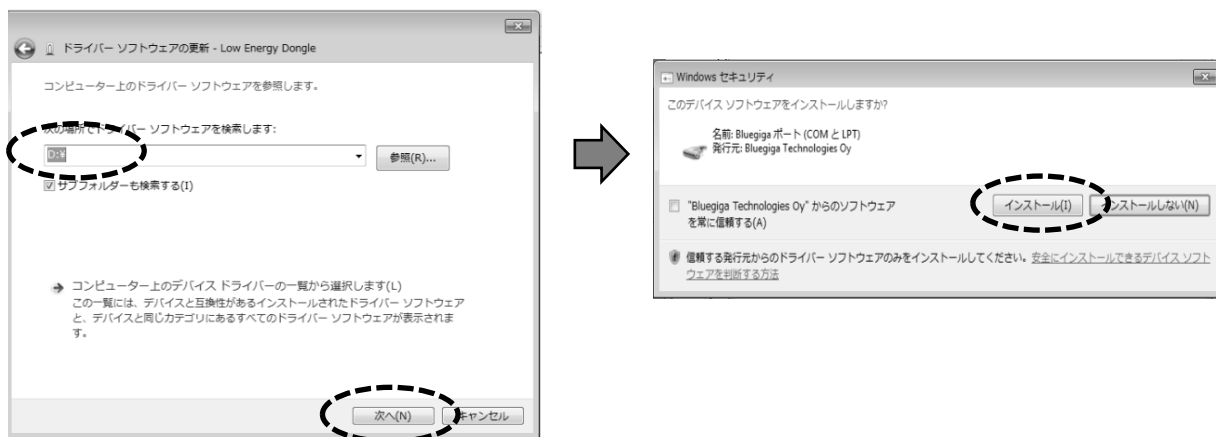 ドライバー ソフトウェアの更新 - Low Energy Dongle
コンピューター上のドライバー ソフトウェアを参照します。
次の場所でドライバー ソフトウェアを検索します:
D:¥
参照(R)...
サブフォルダーも検索する(I)
コンピューター上のデバイス ドライバーの一覧から選択します(L)
この一覧には、デバイスと互換性があるインストールされたドライバー ソフトウェア
と、デバイスと同じカテゴリにあるすべてのドライバー ソフトウェアが表示されま
す。
次へ(N)
キャンセル
Windows セキュリティ
このデバイス ソフトウェアをインストールしますか?
名前: Bluegiga ポート (COM と LPT)
発行元: Bluegiga Technologies Oy
"Bluegiga Technologies Oy" からのソフトウェア
を常に信頼する(A)
インストール(I)
インストールしない(N)
信頼する発行元からのドライバー ソフトウェアのみをインストールしてください。安全にインストールできるデバイス ソフト
ウェアを判断する方法